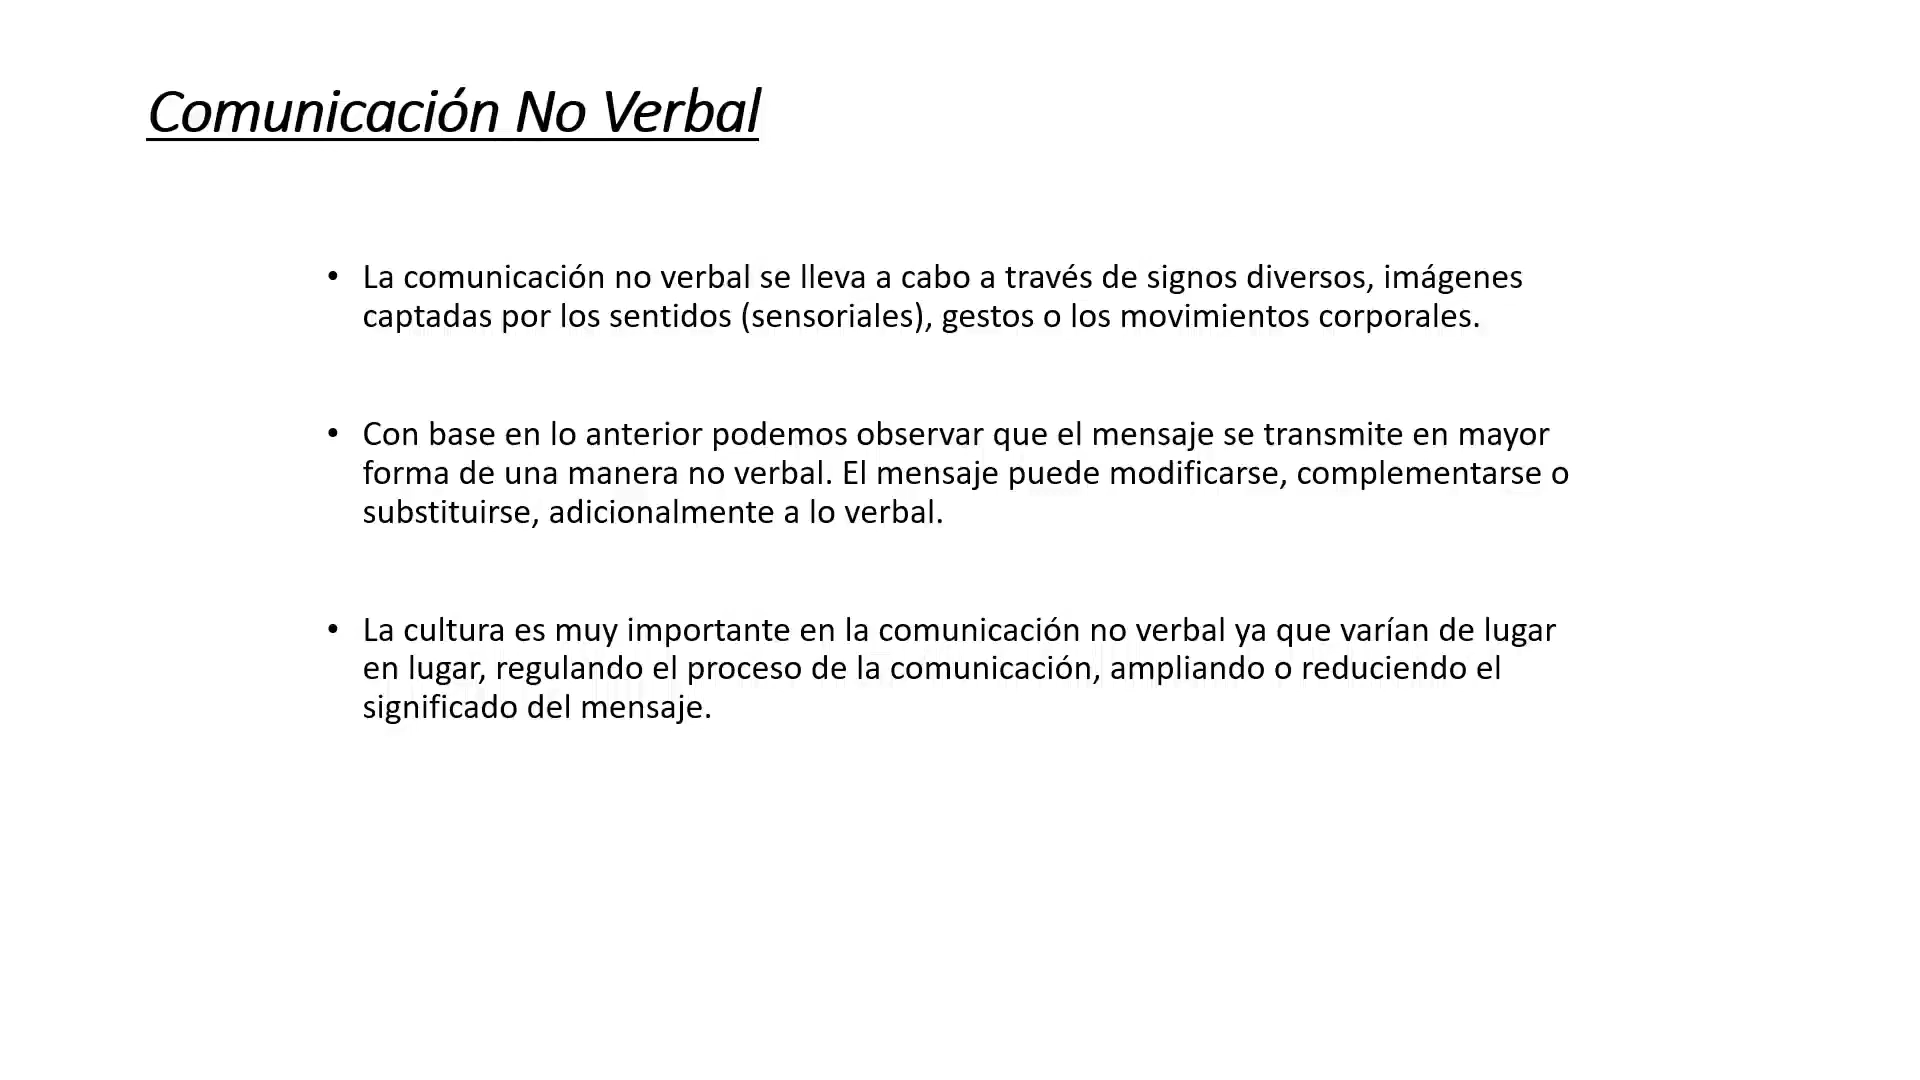 Comunicación No Verbal
• La comunicación no verbal se lleva a cabo a través de signos diversos, imágenes
captadas por los sentidos (sensoriales), gestos o los movimientos corporales.
• Con base en lo anterior podemos observar que el mensaje se transmite en mayor
forma de una manera no verbal. El mensaje puede modificarse, complementarse o
substituirse, adicionalmente a lo verbal.
• La cultura es muy importante en la comunicación no verbal ya que varían de lugar
en lugar, regulando el proceso de la comunicación, ampliando o reduciendo el
significado del mensaje.